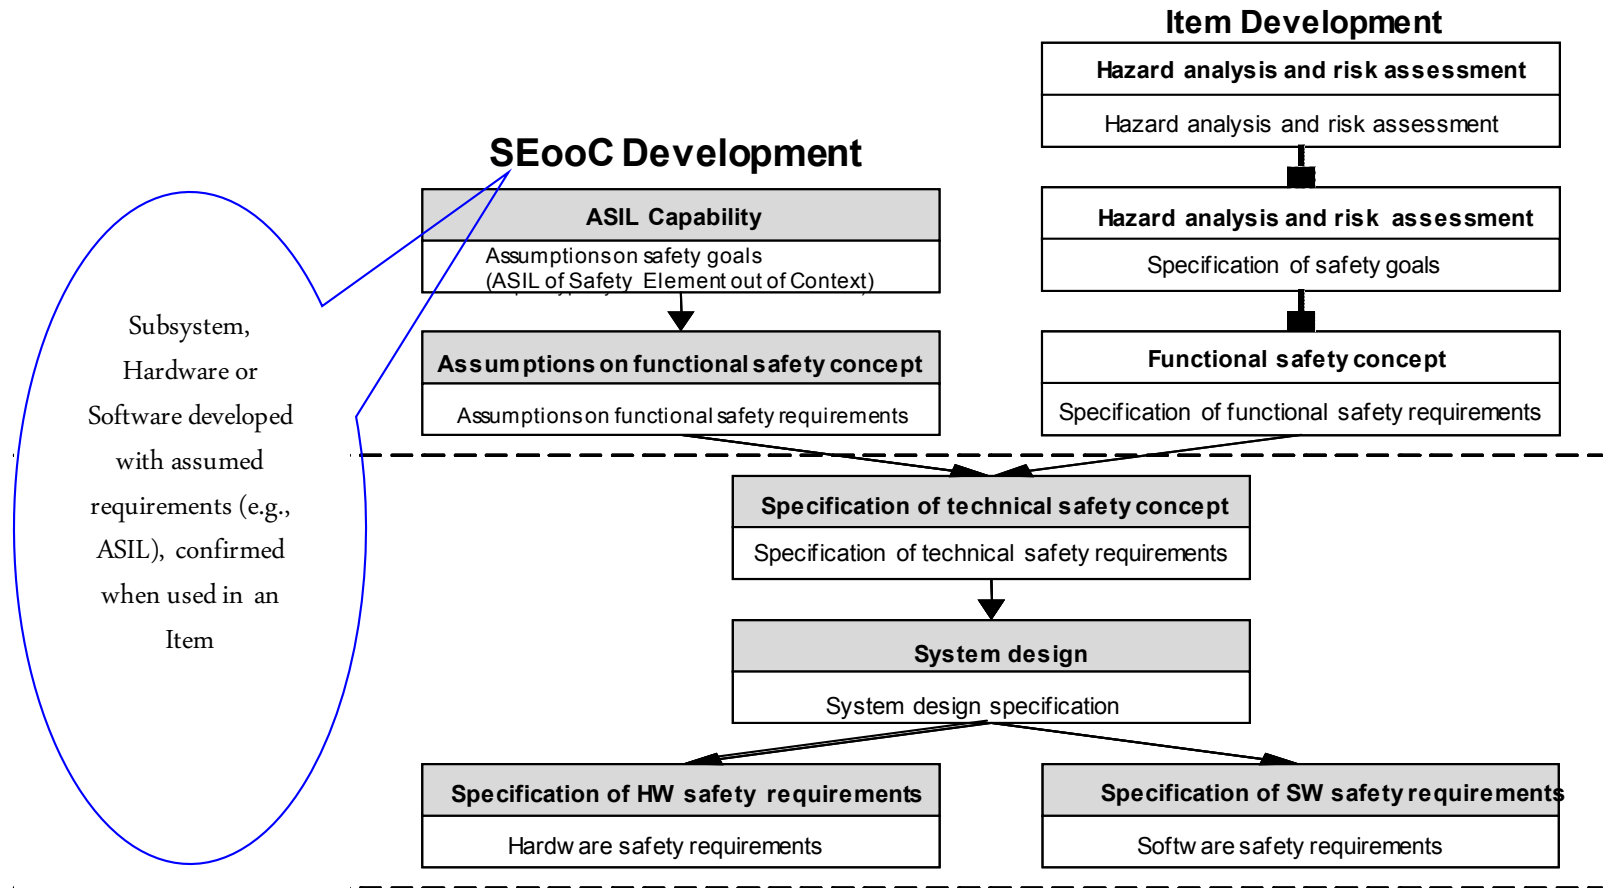 Item Development
Hazard analysis and risk assessment
Hazard analysis and risk assessment
SEooC Development
ASIL Capability
Assumptions on safety goals
(ASIL of Safety Element out of Context)
Hazard analysis and risk assessment
Specification of safety goals
Subsystem,
Hardware or
Software developed
with assumed
requirements (e.g.,
ASIL), confirmed
when used in an
Item
Assumptions on functional safety concept
Assumptions on functional safety requirements
Functional safety concept
Specification of functional safety requirements
Specification of technical safety concept
Specification of technical safety requirements
System design
System design specification
Specification of HW safety requirements
Hardware safety requirements
Specification of SW safety requirements
Software safety requirements